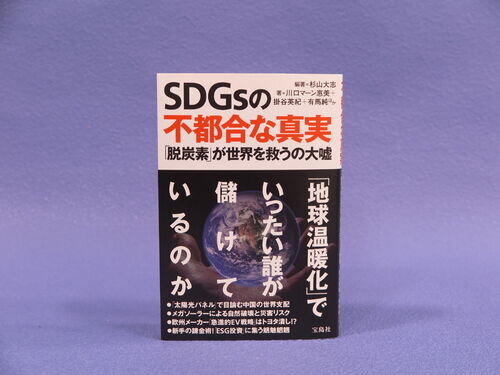 編著=杉山大志
著=川口マーン惠美+
掛谷英紀+有馬純ほか
SDGsの
不都合な真実
「脱炭素」が世界を救うの大嘘
「地球温暖化」で
いったい誰が
儲けて
いるのか
●「太陽光パネル」で目論む中国の世界支配
●メガソーラーによる自然破壊と災害リスク
●欧州メーカー「急進的EV戦略」はトヨタ潰し!?
●新手の錬金術!「ESG投資」に集う魑魅魍魎
宝島社